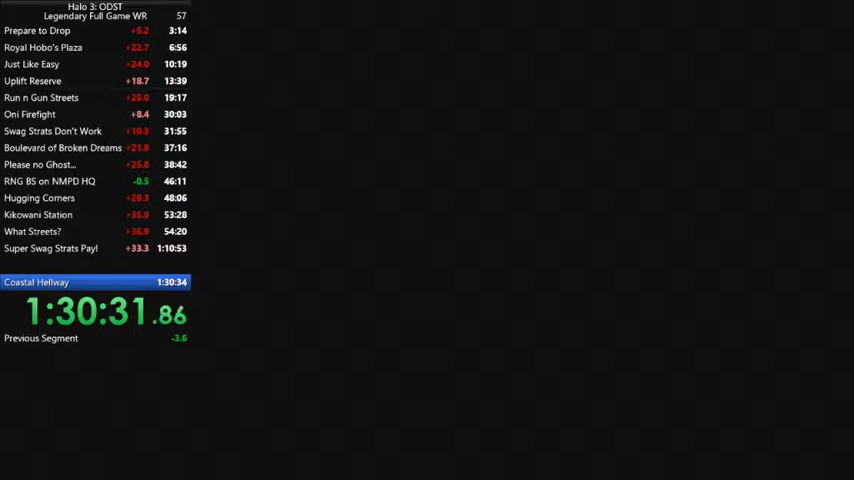 Halo 3: ODST
Legendary Full Game WR 57
Prepare to Drop +5.2 3:14
Royal Hobo's Plaza +22.7 6:56
Just Like Easy +24.0 10:19
Uplift Reserve +18.7 13:39
Run n Gun Streets +25.0 19:17
Oni Firefight +8.4 30:03
Swag Strats Don't Work +10.3 31:55
Boulevard of Broken Dreams +21.9 37:16
Please no Ghost... +25.8 38:42
RNG BS on NMPD HQ -0.5 46:11
Hugging Corners +29.3 48:06
Kikowani Station +35.9 53:28
What Streets? +36.9 54:20
Super Swag Strats Pay! +33.3 1:10:53
Coastal Hellway 1:30:34
1:30:31.86
Previous Segment -3.6